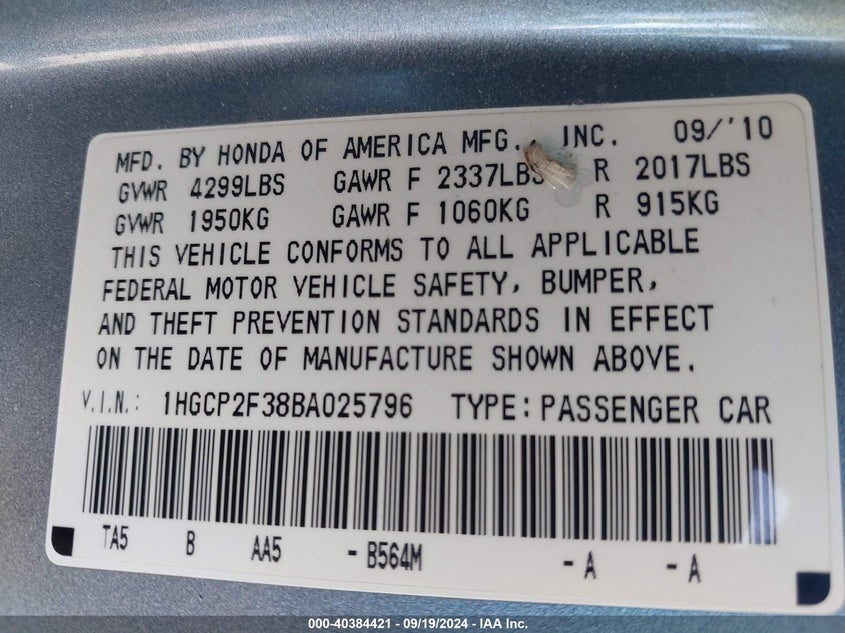 MFD. BY HONDA OF AMERICA MFG., INC. 09/'10
GVWR 4299LBS GAWR F 2337LBS R 2017LBS
GVWR 1950KG GAWR F 1060KG R 915KG
THIS VEHICLE CONFORMS TO ALL APPLICABLE
FEDERAL MOTOR VEHICLE SAFETY, BUMPER,
AND THEFT PREVENTION STANDARDS IN EFFECT
ON THE DATE OF MANUFACTURE SHOWN ABOVE.
V.I.N.: 1HGCP2F38BA025796 TYPE: PASSENGER CAR
TA5 B AA5 - B564M - A - A
000-40384421 - 09/19/2024 - IAA Inc.